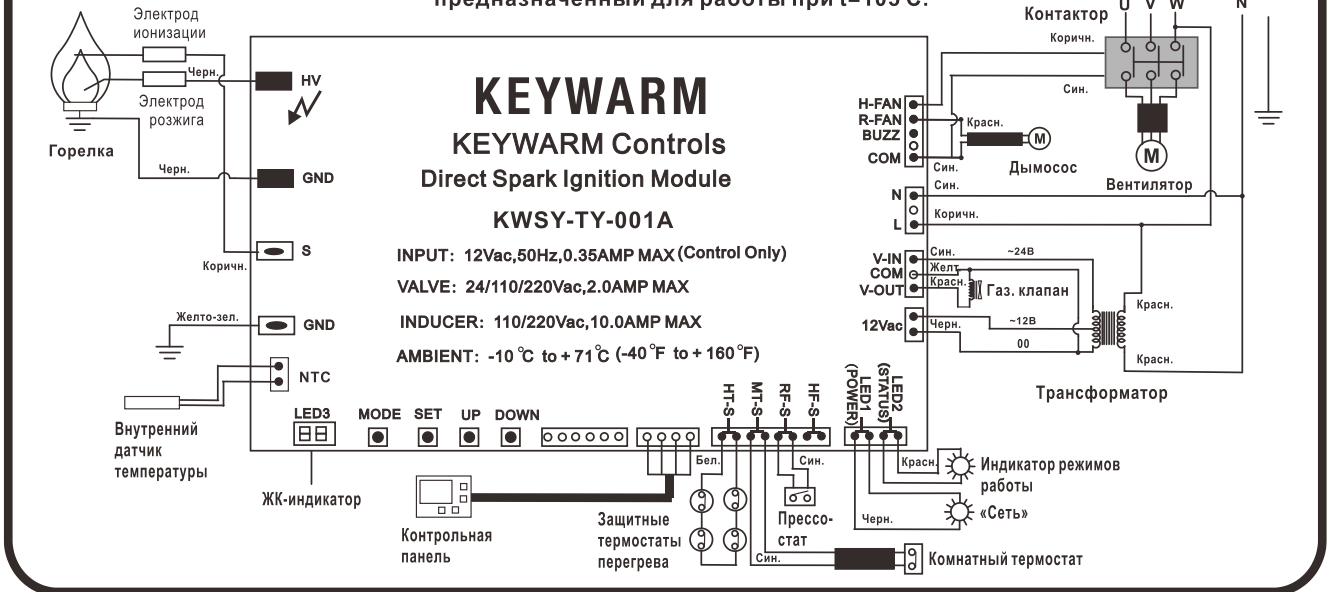 предназначенный для работы при t=105°C.
Электрод
ионизации
Черн.
Электрод
розжига
Горелка
Черн.
Коричн.
Желто-зел.
HV
GND
S
GND
NTC
KEYWARM
KEYWARM Controls
Direct Spark Ignition Module
KWSY-TY-001A
INPUT: 12Vac,50Hz,0.35AMP MAX (Control Only)
VALVE: 24/110/220Vac,2.0AMP MAX
INDUCER: 110/220Vac,10.0AMP MAX
AMBIENT: -10°C to + 71°C (-40°F to + 160°F)
Контактор
U V W
N
Коричн.
Син.
H-FAN
R-FAN
BUZZ
COM
Красн.
M
Дымосос
Син.
M
Вентилятор
N
Син.
L
Коричн.
V-IN
COM
V-OUT
Син.
~24В
Желт.
Красн.
Газ. клапан
12Vac
~12В
Черн.
00
Красн.
Красн.
Трансформатор
Внутренний
датчик
температуры
LED3
MODE
SET
UP
DOWN
HT-S
MT-S
RF-S
HF-S
LED1
(POWER)
LED2
(STATUS)
ЖК-индикатор
Контрольная
панель
Бел.
Защитные
термостаты
перегрева
Син.
Прессо-
стат
Син.
Красн.
Индикатор режимов
работы
Черн.
«Сеть»
Комнатный термостат